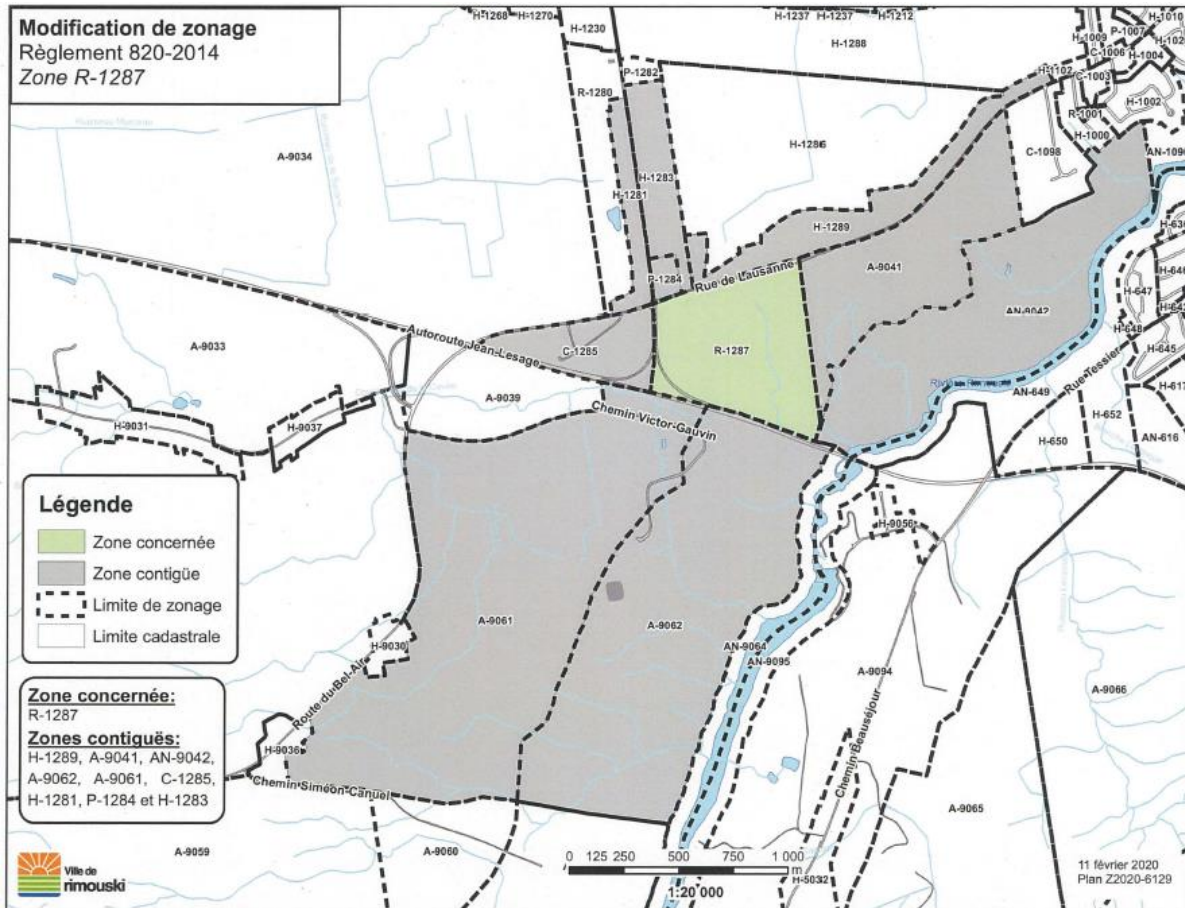 Modification de zonage
Règlement 820-2014
Zone R-1287
H-1268
H-1270
H-1230
H-1237
H-1237
H-1212
H-1288
H-1010
P-1007
H-1009
C-1006
H-1004
P-1282
R-1280
H-1102
C-1003
H-1002
R-1001
H-1000
A-9034
H-1286
C-1098
H-1283
H-1281
H-1289
H-647
P-1284
Rue de Lausanne
A-9041
AN-9042
H-648
H-645
A-9033
Autoroute Jean-Lesage
C-1285
R-1287
AN-649
Rue Tessier
A-9039
H-652
H-9031
H-9037
Chemin Victor-Gauvin
H-650
AN-616
Légende
Zone concernée
Zone contigüe
Limite de zonage
Limite cadastrale
H-9056
A-9061
A-9062
H-9030
AN-9064
AN-9095
A-9094
A-9066
Route du Bel-Air
Chemin Beauséjour
Zone concernée:
R-1287
Zones contiguës:
H-1289, A-9041, AN-9042,
A-9062, A-9061, C-1285,
H-1281, P-1284 et H-1283
H-9036
Chemin Siméon-Canuel
A-9065
A-9059
A-9060
Ville de
rimouski
0 125 250 500 750 1 000
m
1:20 000
11 février 2020
Plan Z2020-6129